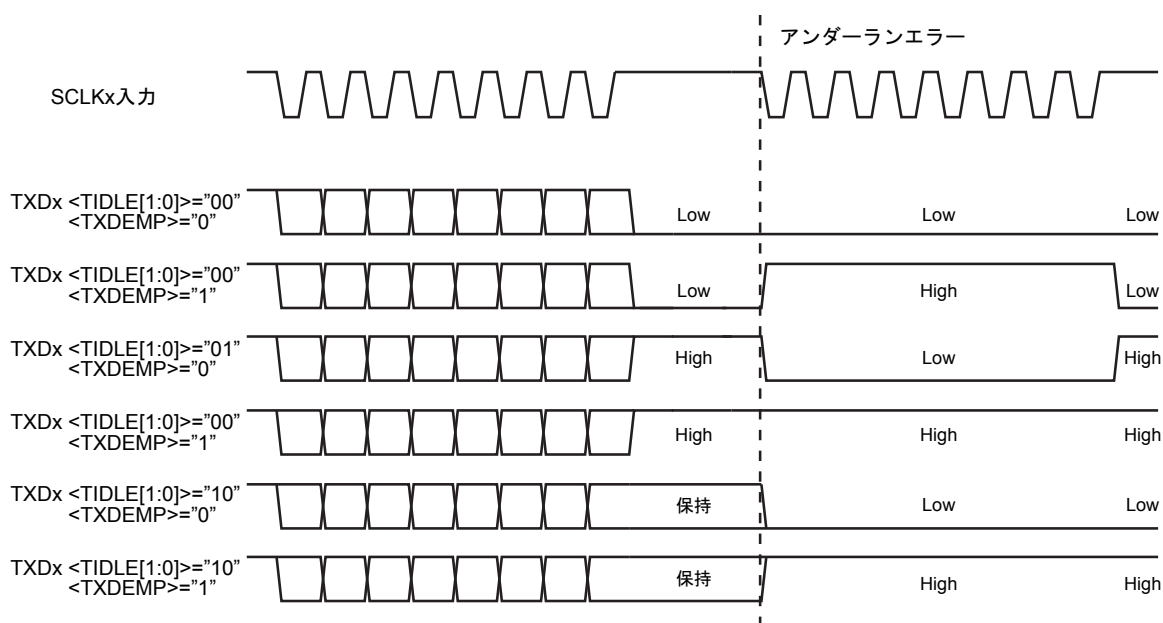 アンダーランエラー
SCLKx入力
TXDx <TIDLE[1:0]>=”00”
<TXDEMP>=”0”
Low
Low
Low
TXDx <TIDLE[1:0]>=”00”
<TXDEMP>=”1”
Low
High
Low
TXDx <TIDLE[1:0]>=”01”
<TXDEMP>=”0”
High
Low
High
TXDx <TIDLE[1:0]>=”00”
<TXDEMP>=”1”
High
High
High
TXDx <TIDLE[1:0]>=”10”
<TXDEMP>=”0”
保持
Low
Low
TXDx <TIDLE[1:0]>=”10”
<TXDEMP>=”1”
保持
High
High